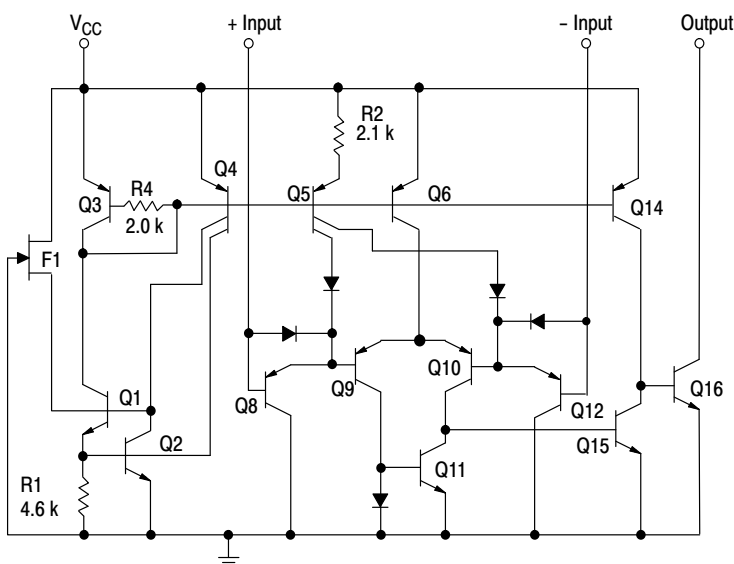 V_CC
+ Input
– Input
Output
R2
2.1 k
Q4
R4
Q3
Q5
Q6
Q14
2.0 k
F1
Q1
Q8
Q9
Q10
Q12
Q16
Q2
Q15
Q11
R1
4.6 k